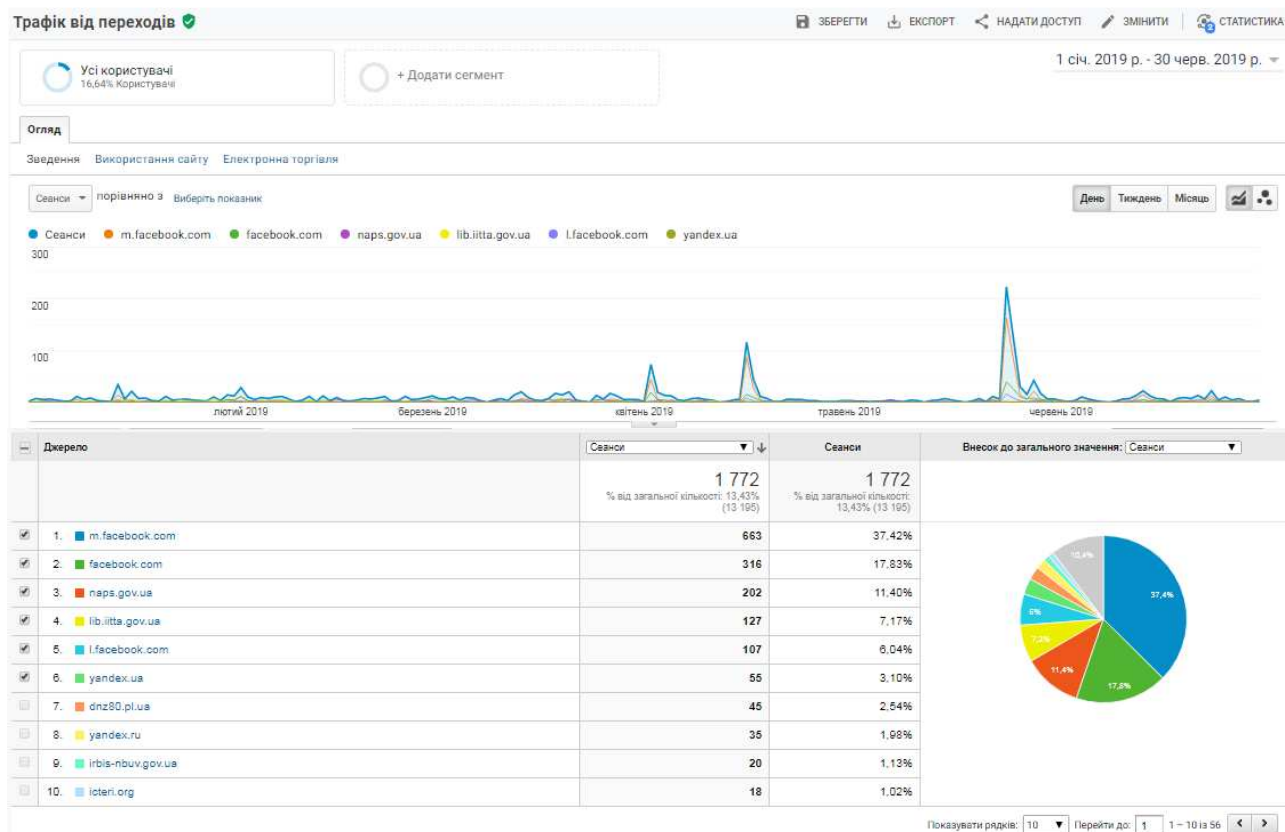 Трафік від переходів
ЗБЕРЕГТИ ЕКСПОРТ НАДАТИ ДОСТУП ЗМІНИТИ 2 СТАТИСТИКА
Усі користувачі
16,64% Користувачі
+ Додати сегмент
1 січ. 2019 р. - 30 черв. 2019 р.
Огляд
Зведення Використання сайту Електронна торгівля
Сеанси порівняно з Виберіть показник
День Тиждень Місяць
Сеанси m.facebook.com facebook.com naps.gov.ua lib.iitta.gov.ua l.facebook.com yandex.ua
300
200
100
лютий 2019 березень 2019 квітень 2019 травень 2019 червень 2019
Джерело Сеанси Сеанси Внесок до загального значення: Сеанси
1 772 1 772
% від загальної кількості: 13,43% % від загальної кількості:
(13 195) 13,43% (13 195)
1. m.facebook.com 663 37,42%
2. facebook.com 316 17,83%
3. naps.gov.ua 202 11,40%
4. lib.iitta.gov.ua 127 7,17%
5. l.facebook.com 107 6,04%
6. yandex.ua 55 3,10%
7. dnz80.pl.ua 45 2,54%
8. yandex.ru 35 1,98%
9. irbis-nbuv.gov.ua 20 1,13%
10. icteri.org 18 1,02%
10,4%
37,4%
6%
7,2%
11,4%
17,8%
Показувати рядків: 10 Перейти до: 1 1 – 10 із 56